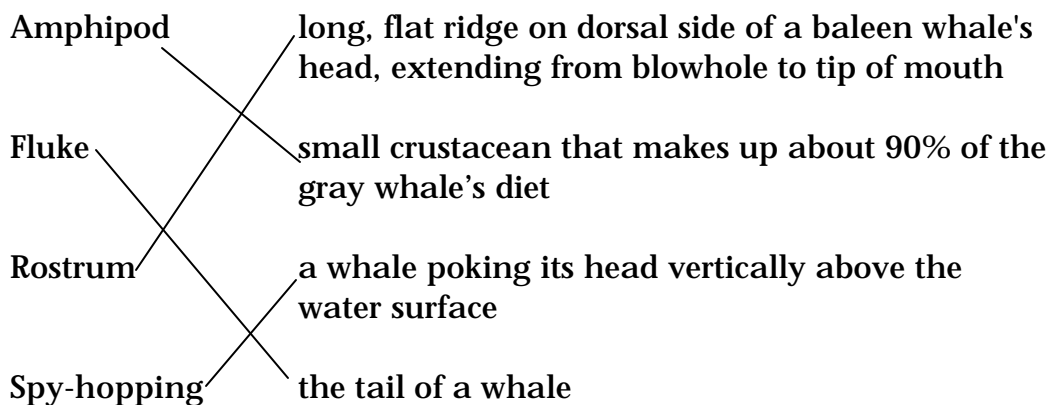 Amphipod long, flat ridge on dorsal side of a baleen whale's
head, extending from blowhole to tip of mouth
Fluke small crustacean that makes up about 90% of the
gray whale’s diet
Rostrum a whale poking its head vertically above the
water surface
Spy-hopping the tail of a whale